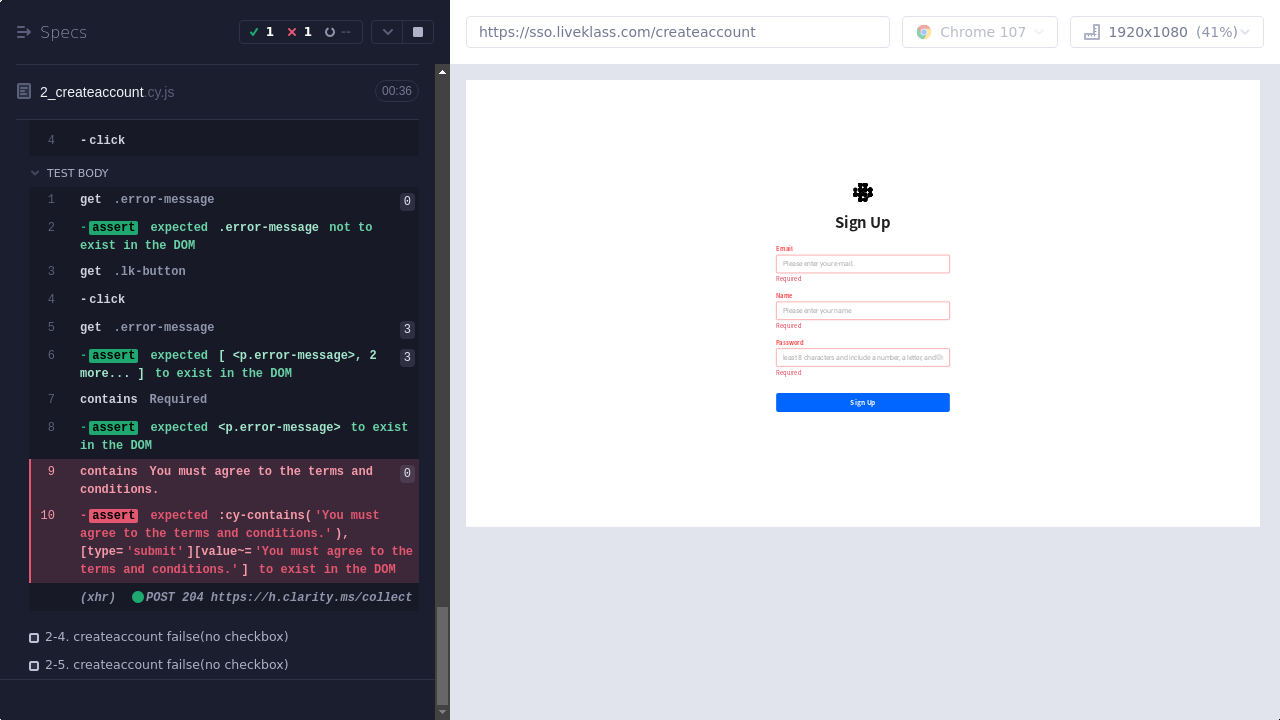 Specs
1 1 --
https://sso.liveklass.com/createaccount
Chrome 107
1920x1080 (41%)
2_createaccount.cy.js
00:36
4 -click
TEST BODY
1 get .error-message 0
2 -assert expected .error-message not to
exist in the DOM
3 get .ik-button
4 -click
5 get .error-message 3
6 -assert expected [ <p.error-message>, 2 3
more... ] to exist in the DOM
7 contains Required
8 -assert expected <p.error-message> to exist
in the DOM
9 contains You must agree to the terms and 0
conditions.
10 -assert expected :cy-contains('You must
agree to the terms and conditions.'),
[type='submit'][value~='You must agree to the
terms and conditions.'] to exist in the DOM
(xhr) POST 204 https://h.clarity.ms/collect
2-4. createaccount failse(no checkbox)
2-5. createaccount failse(no checkbox)
Sign Up
Email
Please enter your e-mail.
Required
Name
Please enter your name
Required
Password
least 8 characters and include a number, a letter, and
Required
Sign Up